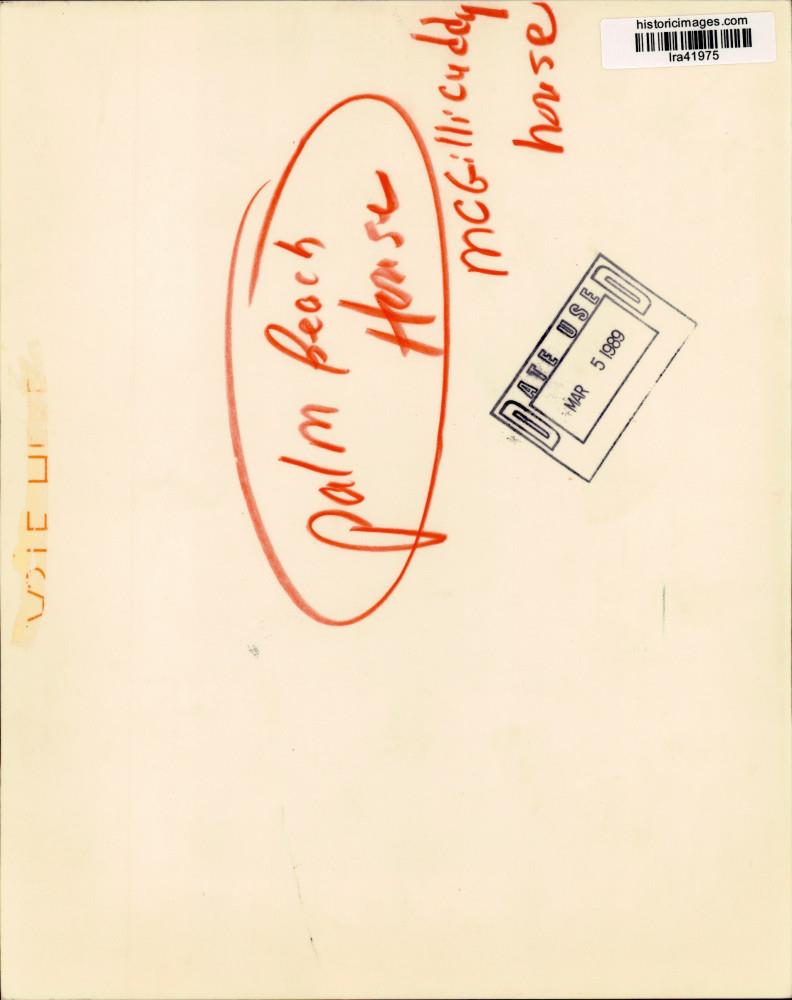 historicimages.com
lra41975
McGillicuddy
house
Palm Beach
House
DATE USED
MAR 5 1989